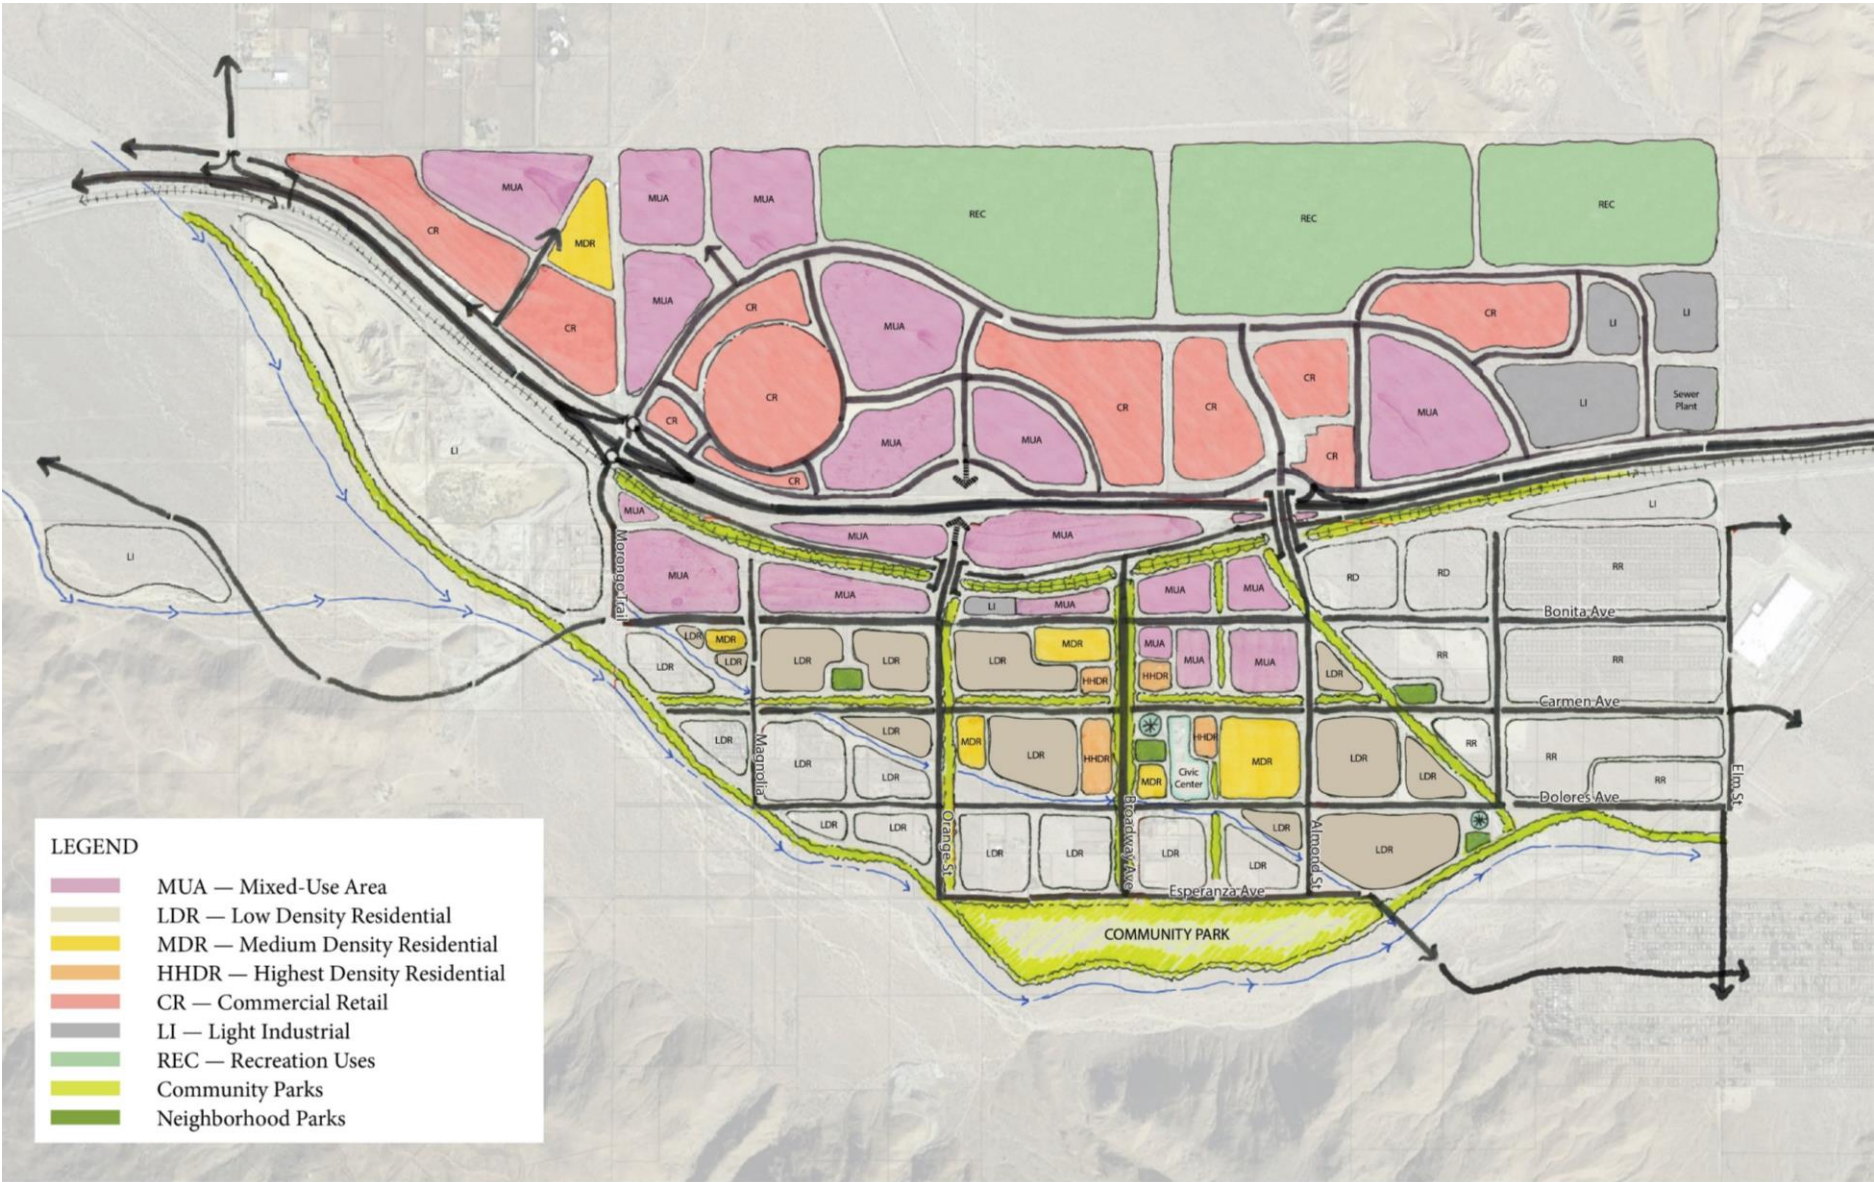 MUA
MUA
MUA
REC
REC
REC
CR
MDR
MUA
CR
CR
MUA
CR
LI
LI
CR
CR
CR
CR
CR
MUA
LI
Sewer
Plant
CR
MUA
MUA
CR
CR
LI
MUA
MUA
MUA
MUA
LI
LI
Morongo Trail
MUA
MUA
MUA
MUA
RD
RD
RR
LI
MUA
Bonita Ave
LDR
MDR
LDR
LDR
LDR
LDR
LDR
MDR
HHDR
MUA
MUA
MUA
HHDR
LDR
RR
RR
Carmen Ave
LDR
Magnolia
LDR
LDR
LDR
MDR
LDR
HHDR
HHDR
MDR
Civic
Center
MDR
LDR
LDR
RR
RR
RR
Elm St
Dolores Ave
LDR
LDR
Orange St
LDR
LDR
Broadway Ave
LDR
LDR
LDR
Almond St
LDR
Esperanza Ave
COMMUNITY PARK
LEGEND
MUA — Mixed-Use Area
LDR — Low Density Residential
MDR — Medium Density Residential
HHDR — Highest Density Residential
CR — Commercial Retail
LI — Light Industrial
REC — Recreation Uses
Community Parks
Neighborhood Parks